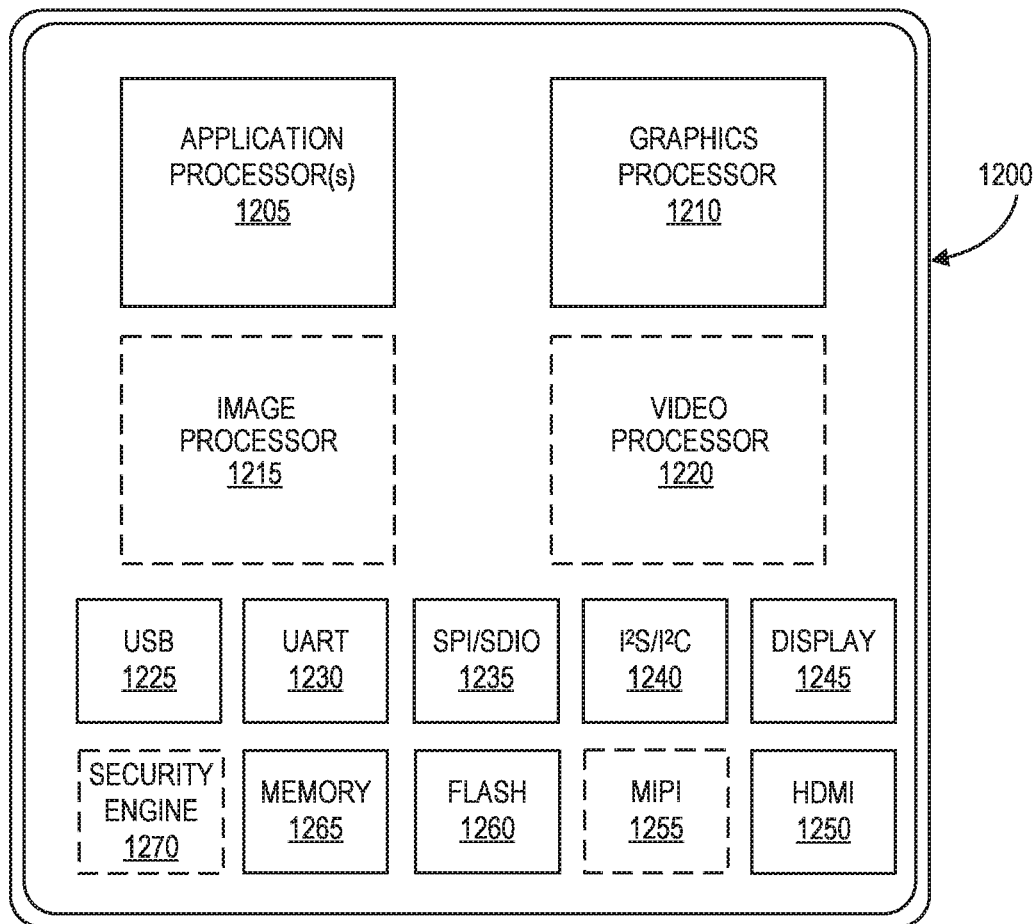 APPLICATION
PROCESSOR(s)
1205
GRAPHICS
PROCESSOR
1210
1200
IMAGE
PROCESSOR
1215
VIDEO
PROCESSOR
1220
USB
1225
UART
1230
SPI/SDIO
1235
I²S/I²C
1240
DISPLAY
1245
SECURITY
ENGINE
1270
MEMORY
1265
FLASH
1260
MIPI
1255
HDMI
1250